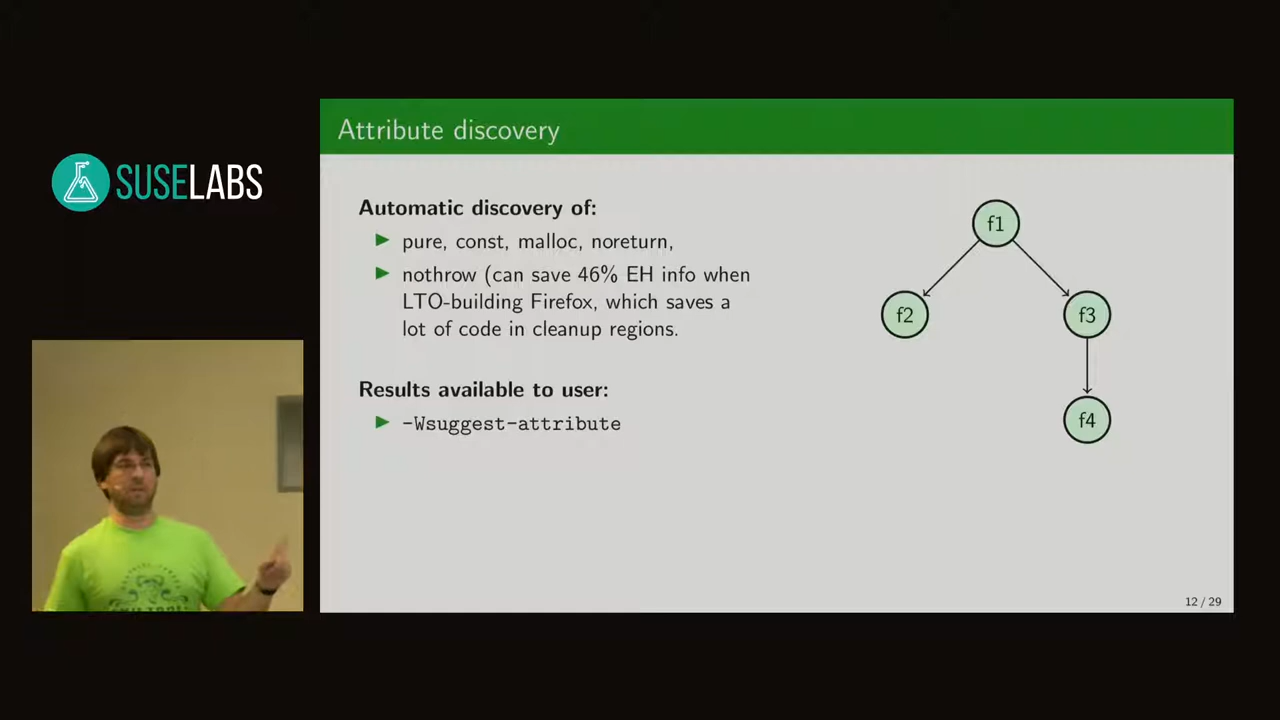 SUSELABS
Attribute discovery
Automatic discovery of:
pure, const, malloc, noreturn,
nothrow (can save 46% EH info when
LTO-building Firefox, which saves a
lot of code in cleanup regions.
Results available to user:
-Wsuggest-attribute
f1
f2
f3
f4
12 / 29